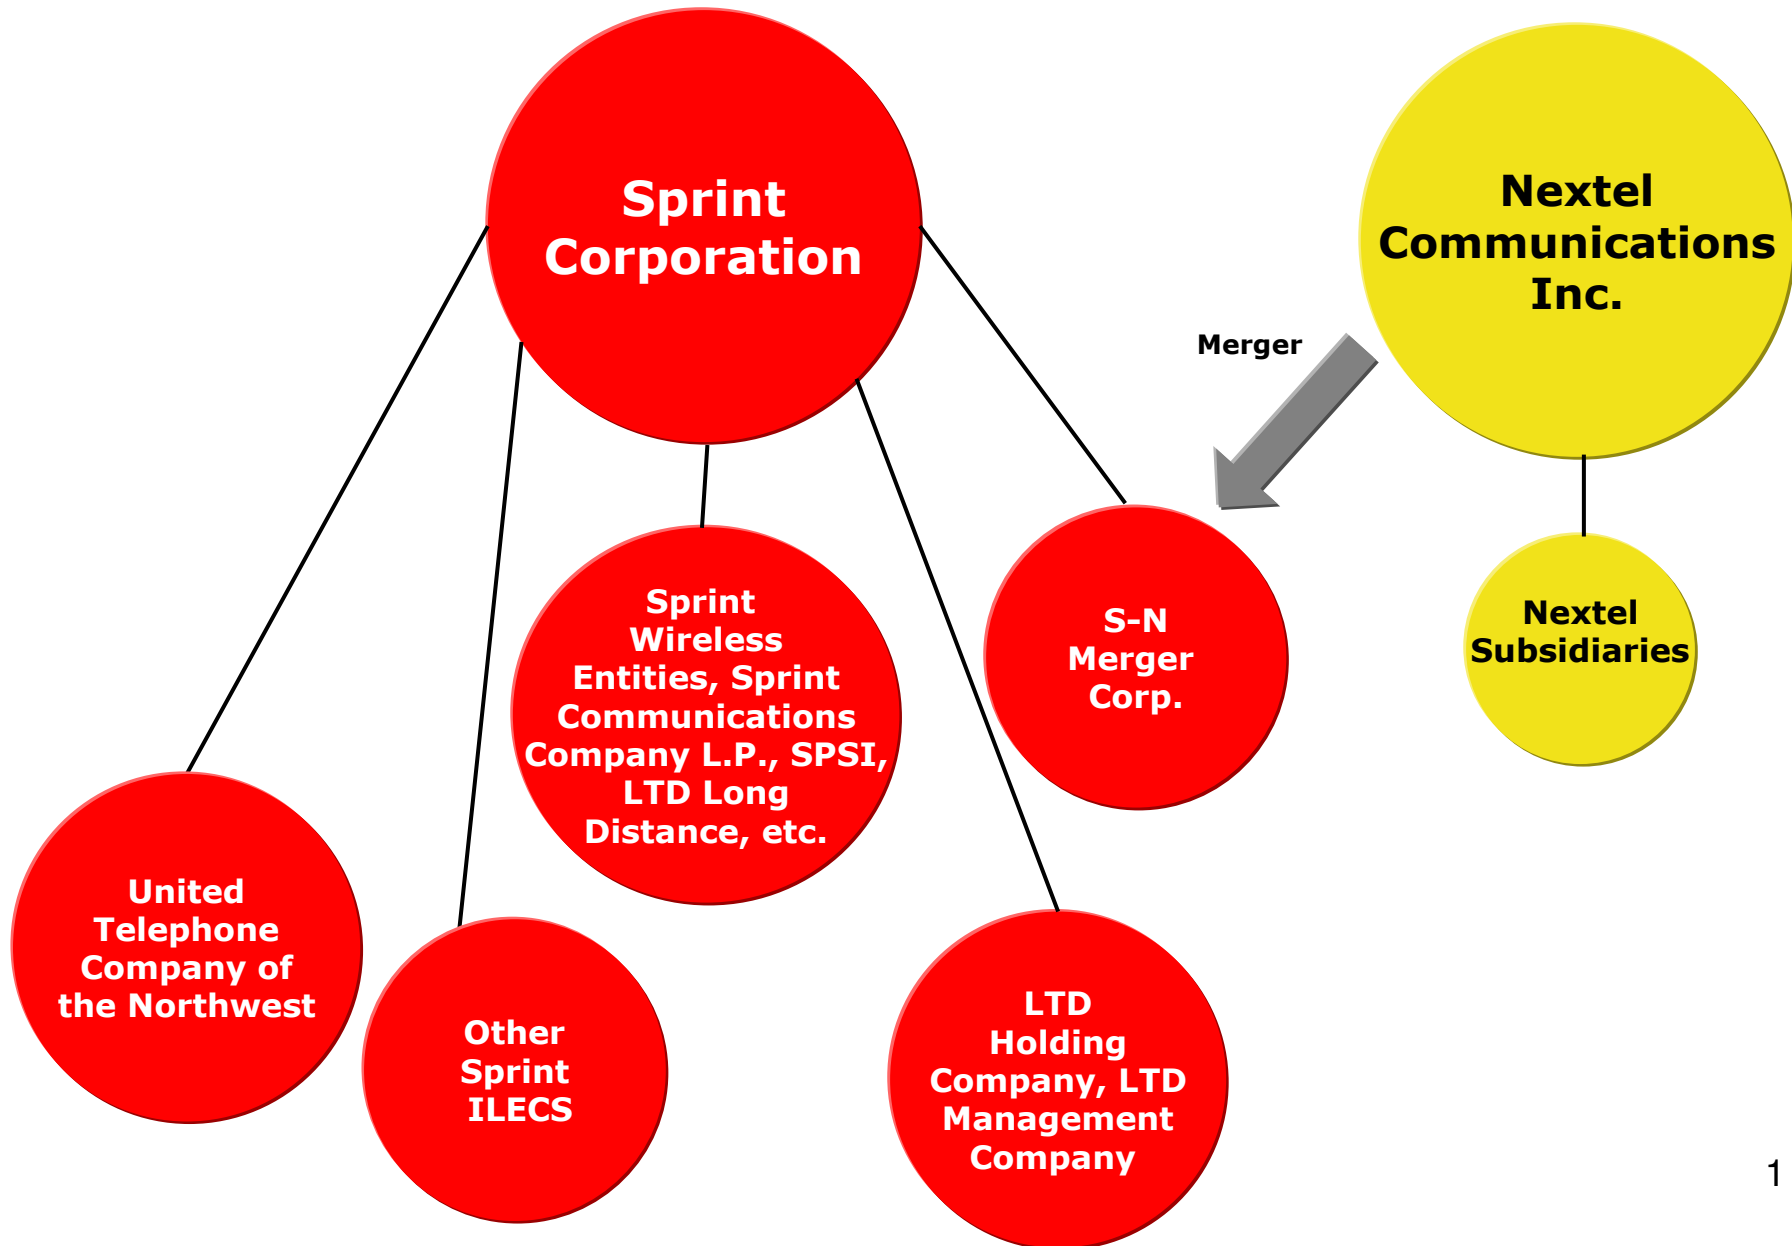 Sprint
Corporation
Nextel
Communications
Inc.
Merger
Sprint
Wireless
Entities, Sprint
Communications
Company L.P., SPSI,
LTD Long
Distance, etc.
S-N
Merger
Corp.
Nextel
Subsidiaries
United
Telephone
Company of
the Northwest
Other
Sprint
ILECS
LTD
Holding
Company, LTD
Management
Company
1